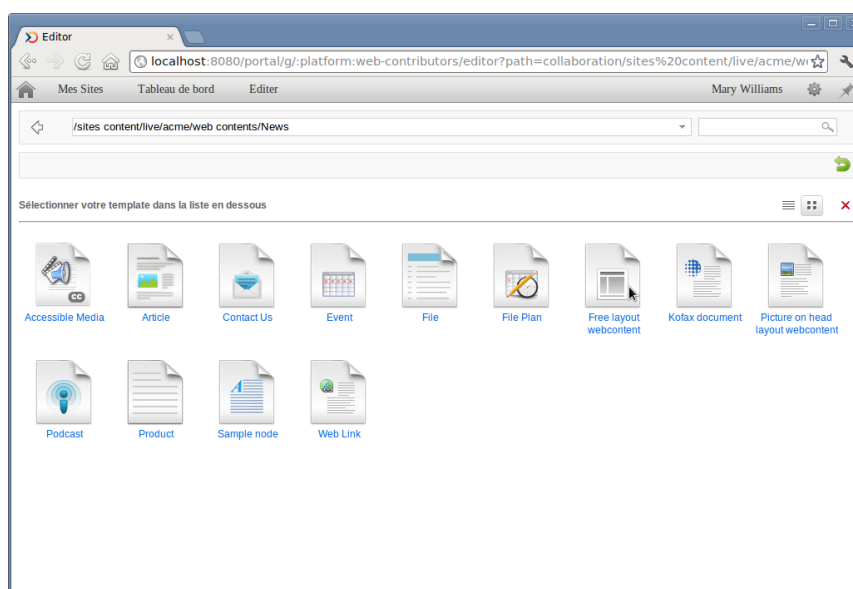 Editor
localhost:8080/portal/g/:platform:web-contributors/editor?path=collaboration/sites%20content/live/acme/w
Mes Sites Tableau de bord Editer Mary Williams
/sites content/live/acme/web contents/News
Sélectionner votre template dans la liste en dessous
CC
Accessible Media Article Contact Us Event File File Plan Free layout webcontent Kofax document Picture on head layout webcontent
A
Podcast Product Sample node Web Link